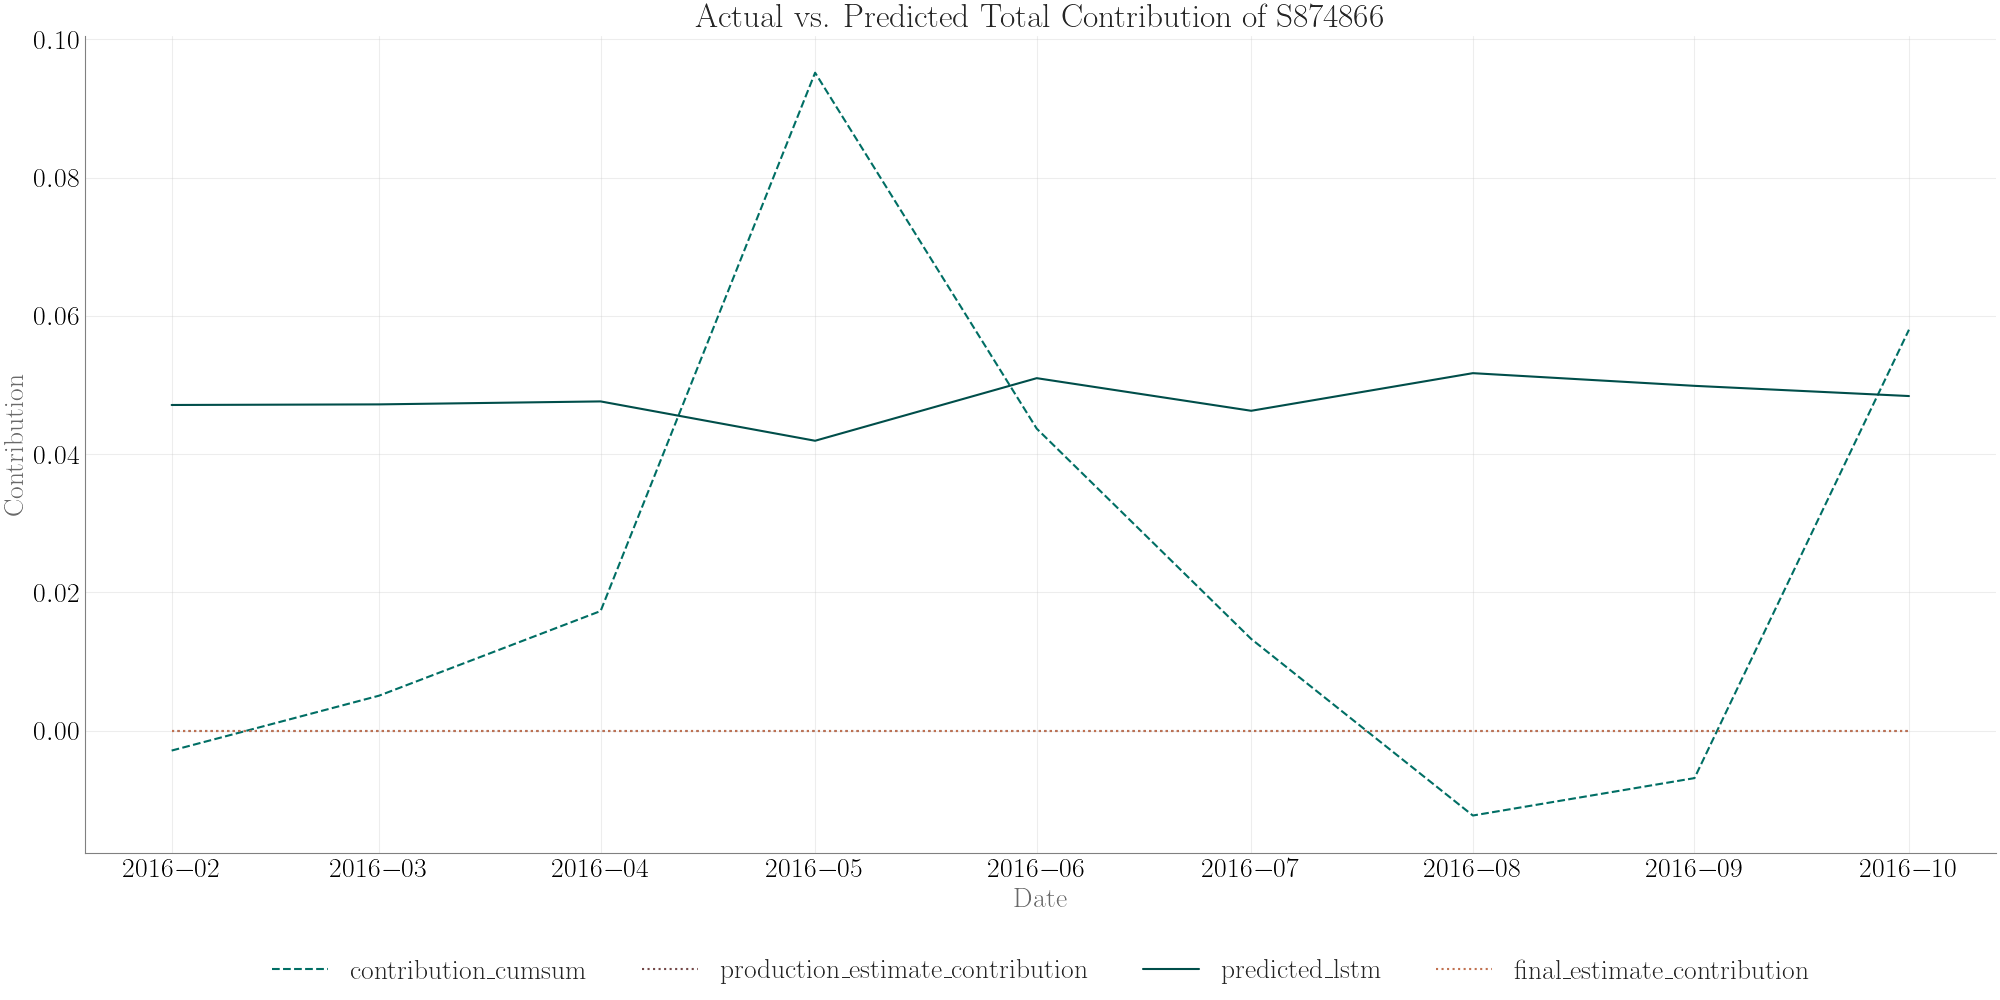 Actual vs. Predicted Total Contribution of S874866
0.10
0.08
0.06
0.04
0.02
0.00
Contribution
2016−02 2016−03 2016−04 2016−05 2016−06 2016−07 2016−08 2016−09 2016−10
Date
contribution_cumsum production_estimate_contribution predicted_lstm final_estimate_contribution